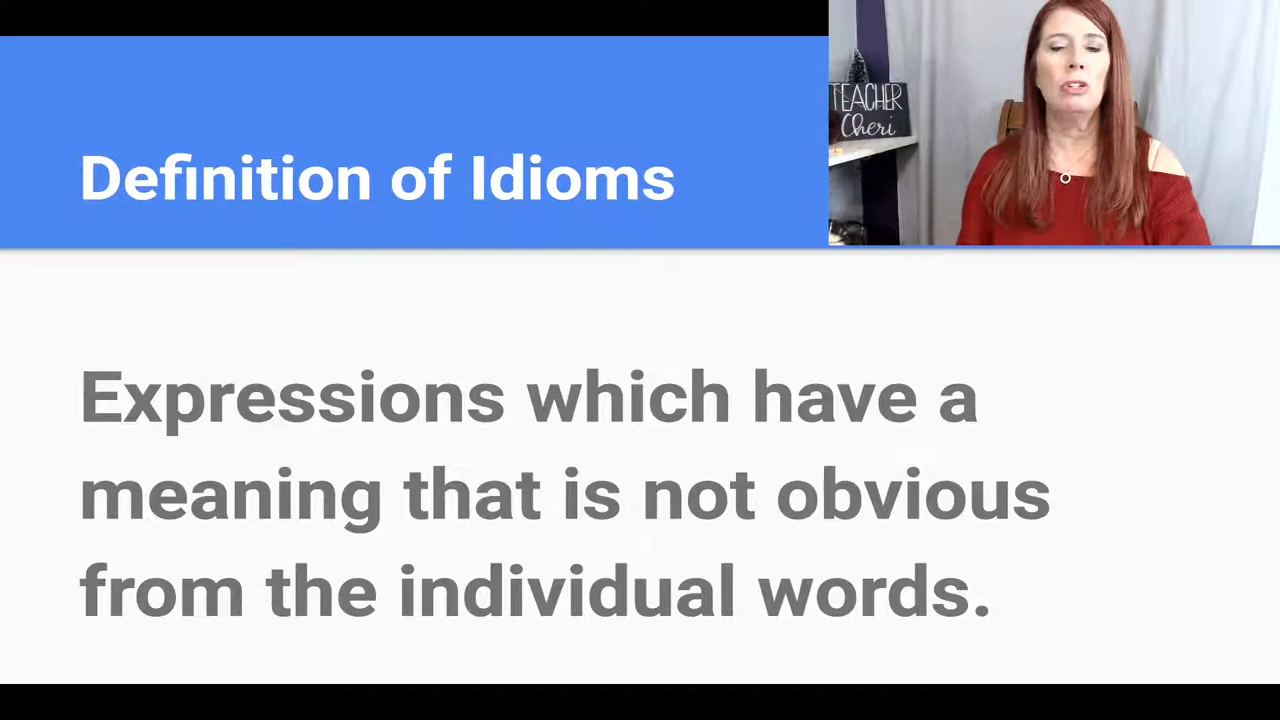 Definition of Idioms
TEACHER
Cheri
Expressions which have a
meaning that is not obvious
from the individual words.